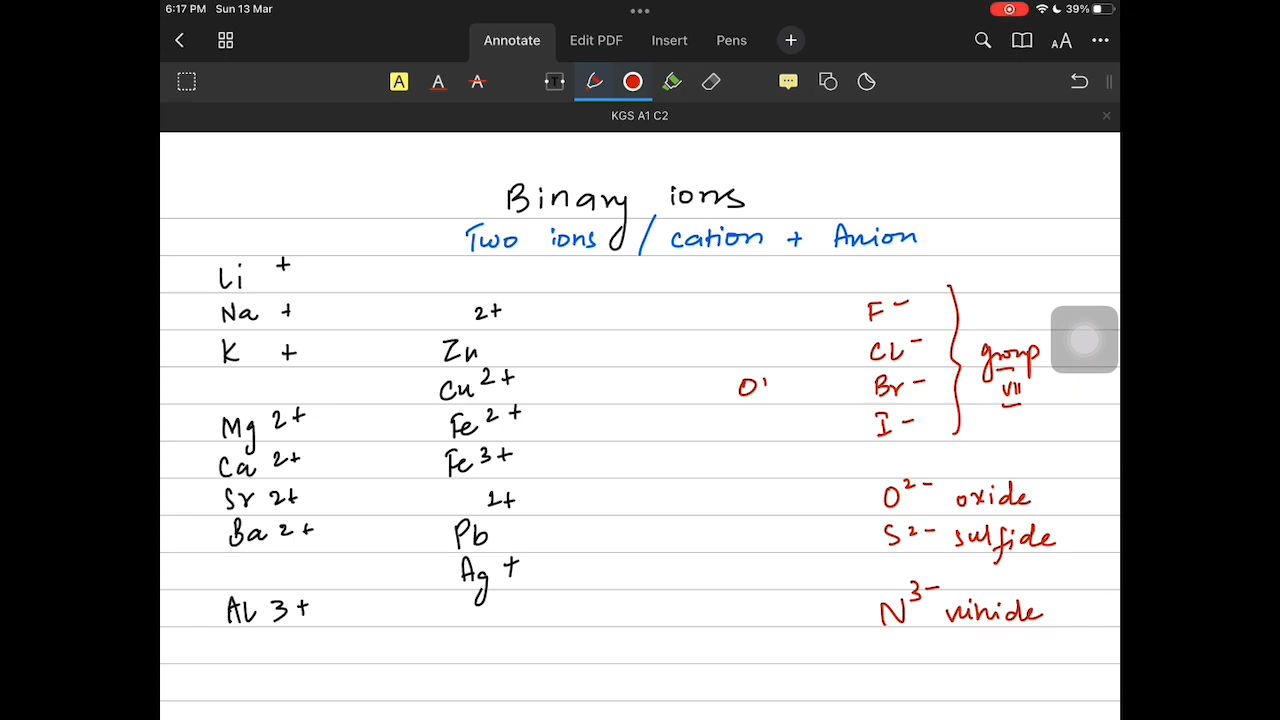 6:17 PM Sun 13 Mar
39%
Annotate Edit PDF Insert Pens
KGS A1 C2
Binary ions
Two ions / cation + Anion
Li +
Na +
K +
Mg 2+
Ca 2+
Sr 2+
Ba 2+
Al 3+
2+
Zn
Cu 2+
Fe 2+
Fe 3+
2+
Pb
Ag +
O'
F -
Cl -
Br -
I -
group
VII
O 2- oxide
S 2- sulfide
N 3-